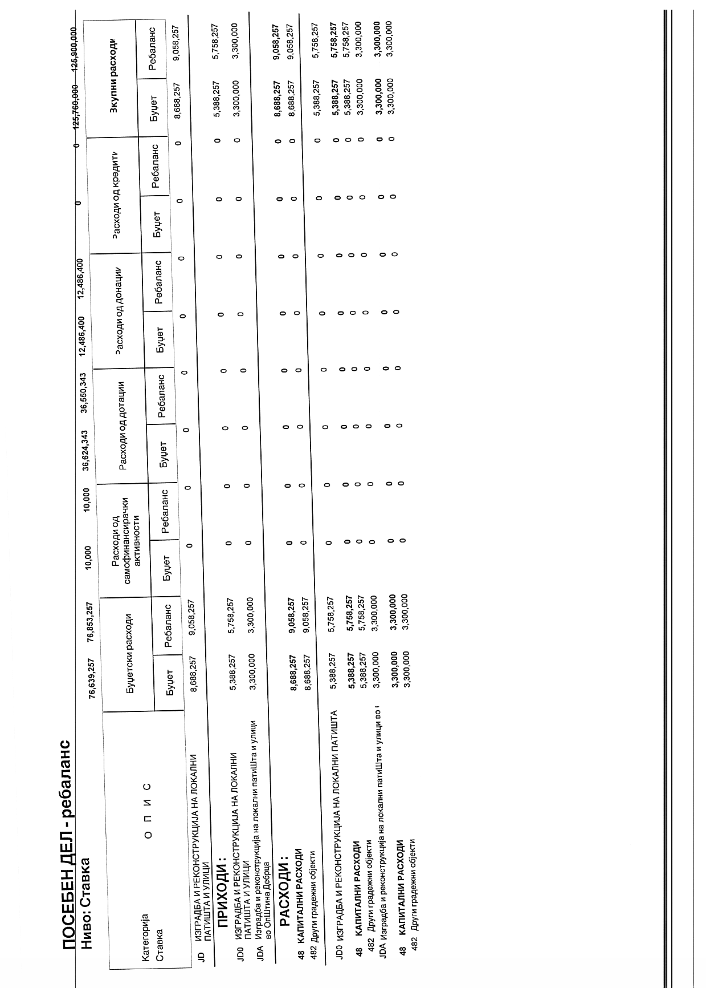 ПОСЕБЕН ДЕЛ - ребаланс
Ниво: Ставка
76,639,257 76,853,257 10,000 10,000 36,624,343 36,550,343 12,486,400 12,486,400 0 0 125,760,000 125,900,000
Категорија
Ставка
О П И С
Буџетски расходи
Расходи од
самофинансирачки
активности
Расходи од дотации
Расходи од донации
Расходи од кредити
Вкупни расходи
Буџет Ребаланс Буџет Ребаланс Буџет Ребаланс Буџет Ребаланс Буџет Ребаланс Буџет Ребаланс
JD ИЗГРАДБА И РЕКОНСТРУКЦИЈА НА ЛОКАЛНИ 8,688,257 9,058,257 0 0 0 0 0 0 0 0 8,688,257 9,058,257
ПАТИШТА И УЛИЦИ
ПРИХОДИ :
JD0 ИЗГРАДБА И РЕКОНСТРУКЦИЈА НА ЛОКАЛНИ 5,388,257 5,758,257 0 0 0 0 0 0 0 0 5,388,257 5,758,257
ПАТИШТА И УЛИЦИ
JDA Изградба и реконструкција на локални патиШта и улици 3,300,000 3,300,000 0 0 0 0 0 0 0 0 3,300,000 3,300,000
во ОпШтина Дебрца
РАСХОДИ :
48 КАПИТАЛНИ РАСХОДИ 8,688,257 9,058,257 0 0 0 0 0 0 0 0 8,688,257 9,058,257
482 Други градежни објекти 8,688,257 9,058,257 0 0 0 0 0 0 0 0 8,688,257 9,058,257
JD0 ИЗГРАДБА И РЕКОНСТРУКЦИЈА НА ЛОКАЛНИ ПАТИШТА 5,388,257 5,758,257 0 0 0 0 0 0 0 0 5,388,257 5,758,257
48 КАПИТАЛНИ РАСХОДИ 5,388,257 5,758,257 0 0 0 0 0 0 0 0 5,388,257 5,758,257
482 Други градежни објекти 5,388,257 5,758,257 0 0 0 0 0 0 0 0 5,388,257 5,758,257
JDA Изградба и реконструкција на локални патиШта и улици во 3,300,000 3,300,000 0 0 0 0 0 0 0 0 3,300,000 3,300,000
48 КАПИТАЛНИ РАСХОДИ 3,300,000 3,300,000 0 0 0 0 0 0 0 0 3,300,000 3,300,000
482 Други градежни објекти 3,300,000 3,300,000 0 0 0 0 0 0 0 0 3,300,000 3,300,000